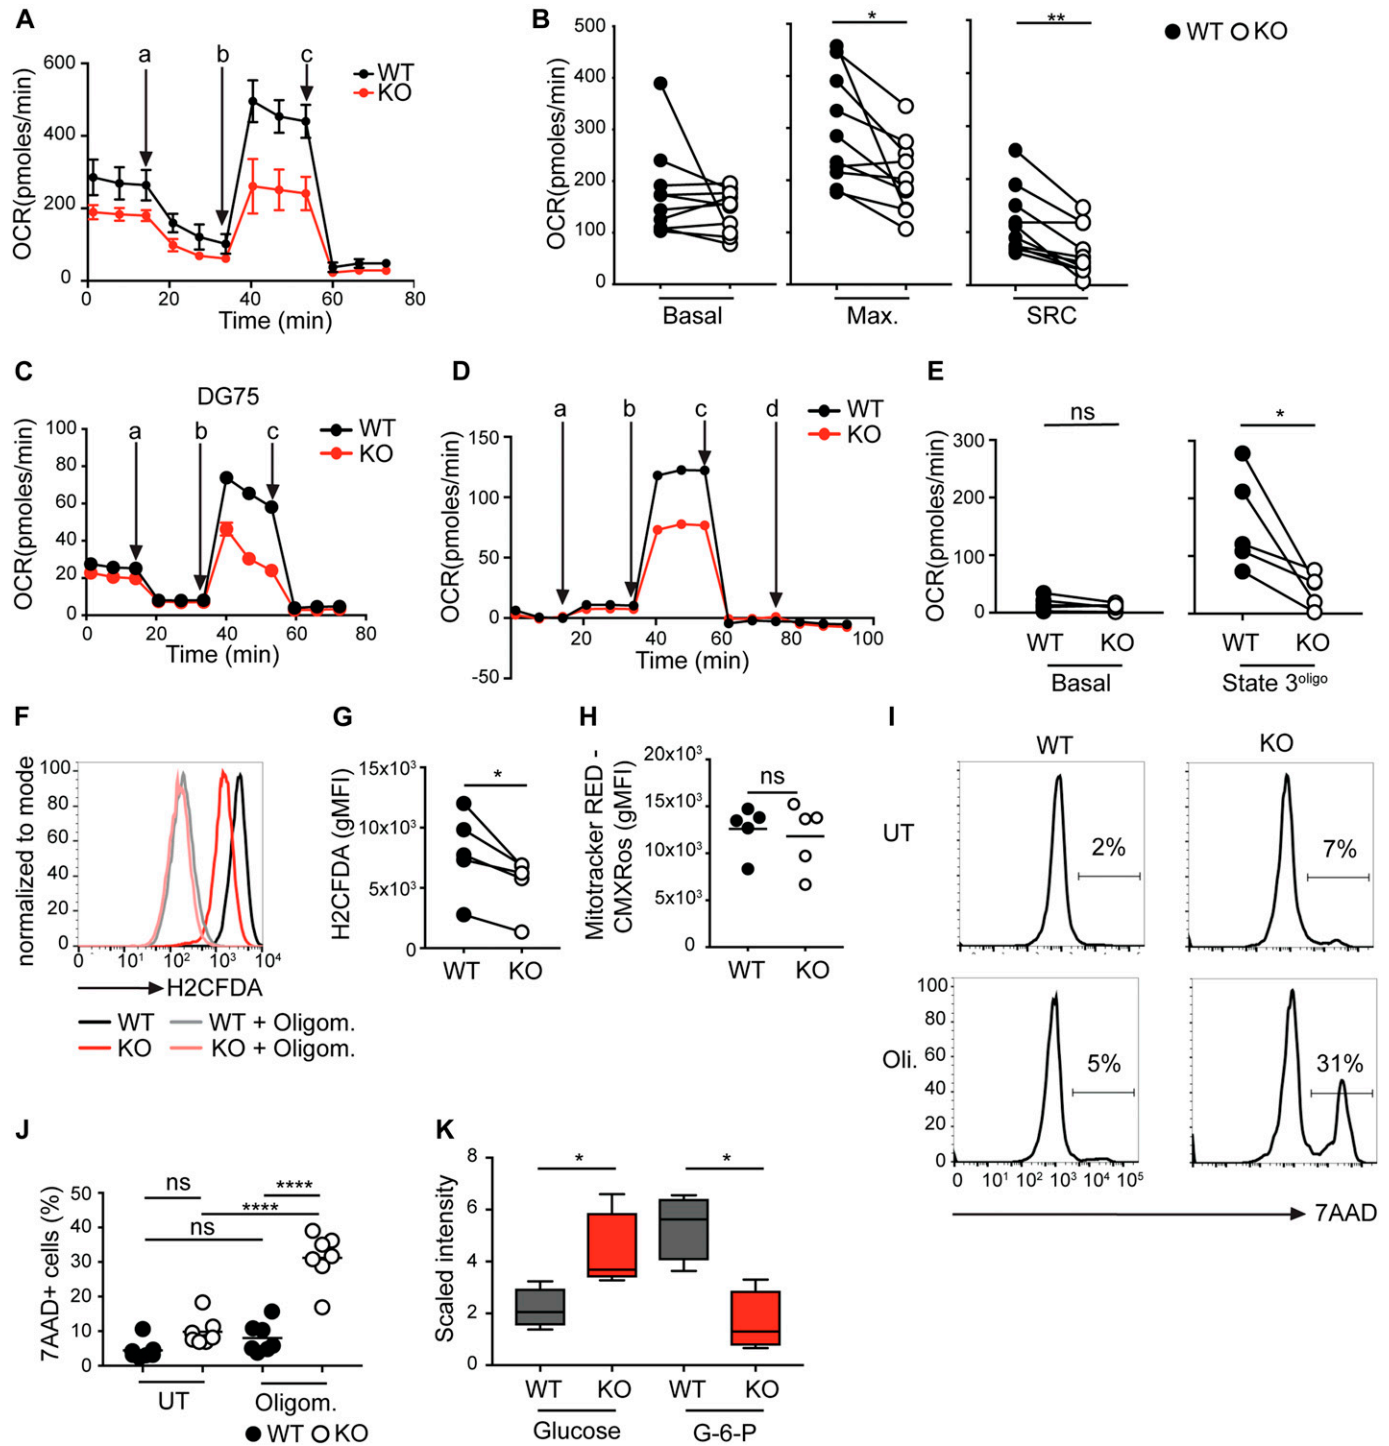 A
a b c
WT
KO
600
400
200
0
OCR(pmoles/min)
0 20 40 60 80
Time (min)
B
* **
WT KO
500
400
300
200
100
0
OCR(pmoles/min)
Basal Max. SRC
C
DG75
a b c
WT
KO
100
80
60
40
20
0
OCR(pmoles/min)
0 20 40 60 80
Time (min)
D
a b c d
WT
KO
150
100
50
0
-50
OCR(pmoles/min)
20 40 60 80 100
Time (min)
E
ns *
300
200
100
0
OCR(pmoles/min)
WT KO WT KO
Basal State 3oligo
F
normalized to mode
100
80
60
40
20
0
0 10¹ 10² 10³ 10⁴
H2CFDA
WT WT + Oligom.
KO KO + Oligom.
G
H2CFDA (gMFI)
15x10³
10x10³
5x10³
0
*
WT KO
H
Mitotracker RED -
CMXRos (gMFI)
20x10³
15x10³
10x10³
5x10³
0
ns
WT KO
I
WT KO
UT
2% 7%
Oli.
100
80
60
40
20
0
5% 31%
0 10¹ 10² 10³ 10⁴ 10⁵
7AAD
J
7AAD+ cells (%)
50
40
30
20
10
0
ns ****
****
ns
UT Oligom.
WT KO
K
Scaled intensity
8
6
4
2
0
* *
WT KO WT KO
Glucose G-6-P